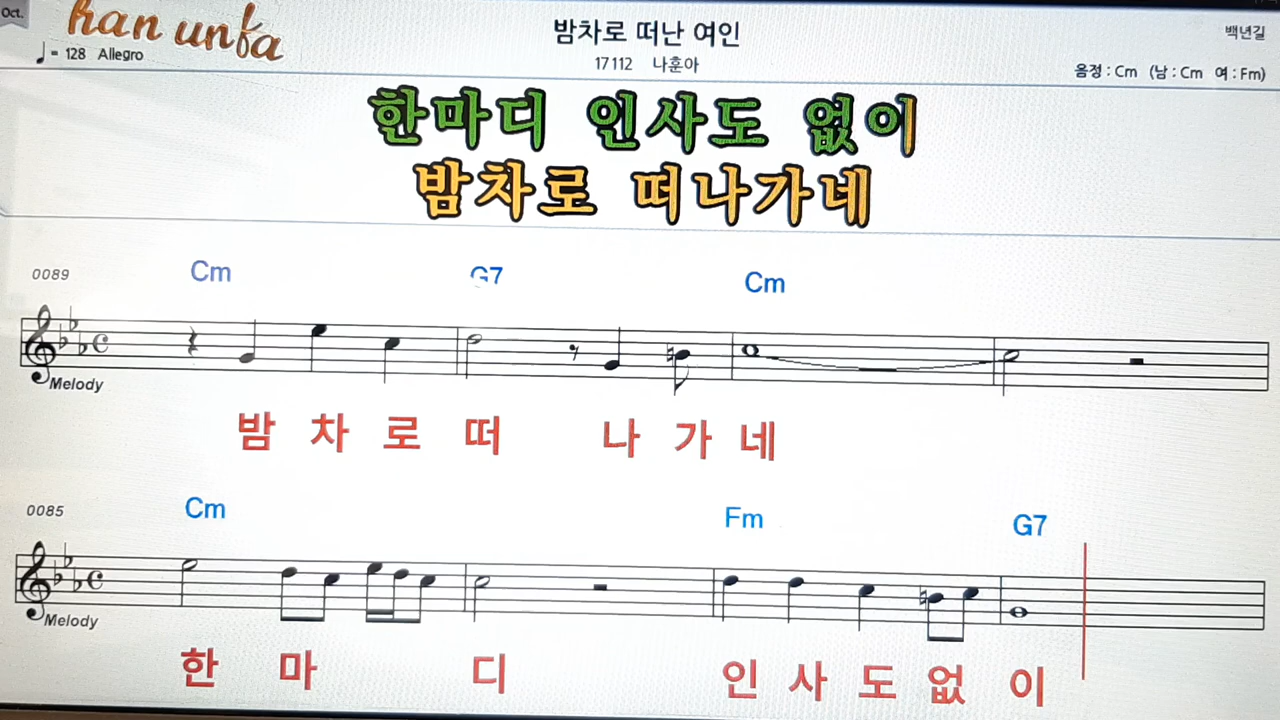 Oct.
han unfa
밤차로 떠난 여인
백년길
= 128 Allegro
17112 나훈아
음정 : Cm (남 : Cm 여 : Fm)
한마디 인사도 없이
밤차로 떠나가네
0089 Cm G7 Cm
Melody
밤 차 로 떠 나 가 네
0085 Cm Fm G7
Melody
한 마 디 인 사 도 없 이